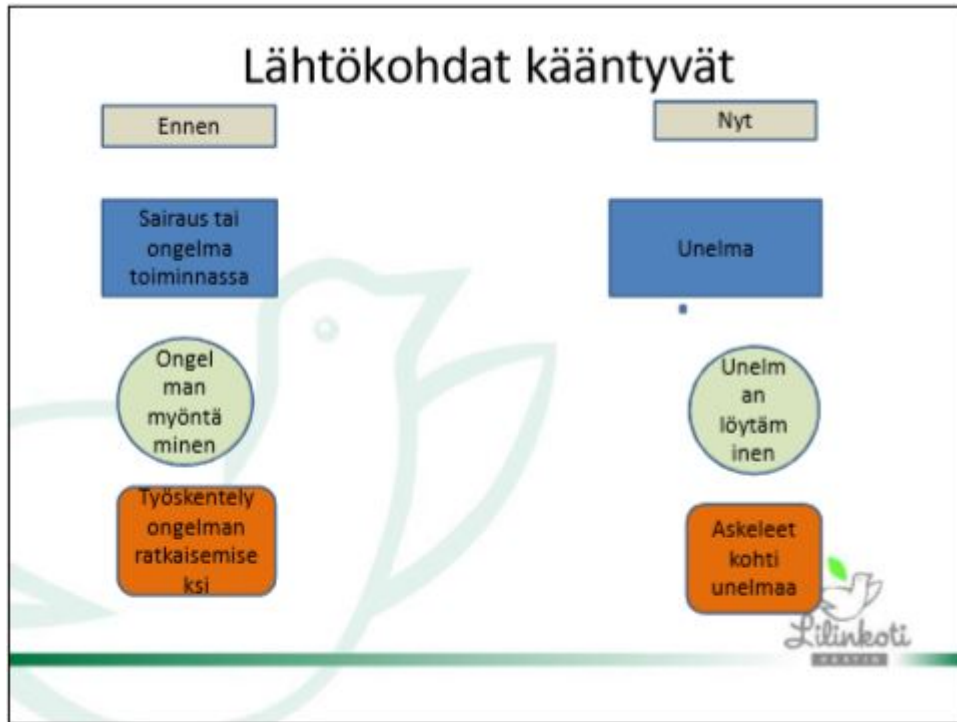 Lähtökohdat kääntyvät
Ennen
Nyt
Sairaus tai
ongelma
toiminnassa
Unelma
Ongel
man
myöntä
minen
Unelm
an
löytäm
inen
Työskentely
ongelman
ratkaisemise
ksi
Askeleet
kohti
unelmaa
Lilinkoti